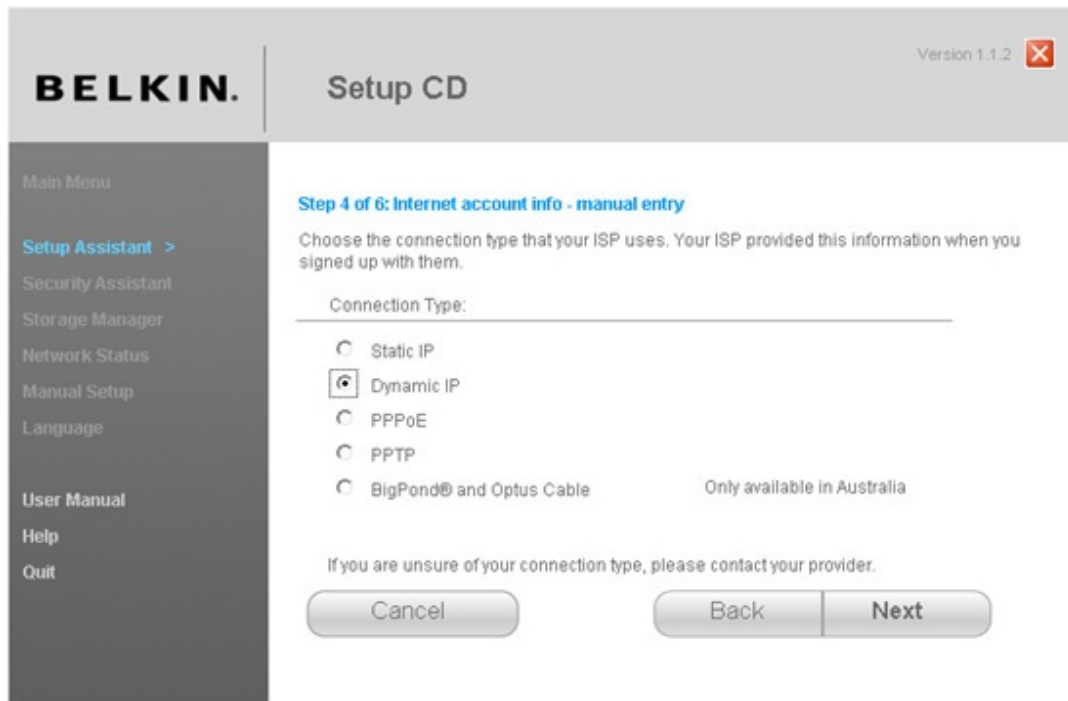 BELKIN.
Setup CD
Version 1.1.2
Main Menu
Setup Assistant >
Security Assistant
Storage Manager
Network Status
Manual Setup
Language
User Manual
Help
Quit
Step 4 of 6: Internet account info - manual entry
Choose the connection type that your ISP uses. Your ISP provided this information when you
signed up with them.
Connection Type:
Static IP
Dynamic IP
PPPoE
PPTP
BigPond® and Optus Cable Only available in Australia
If you are unsure of your connection type, please contact your provider.
Cancel
Back
Next